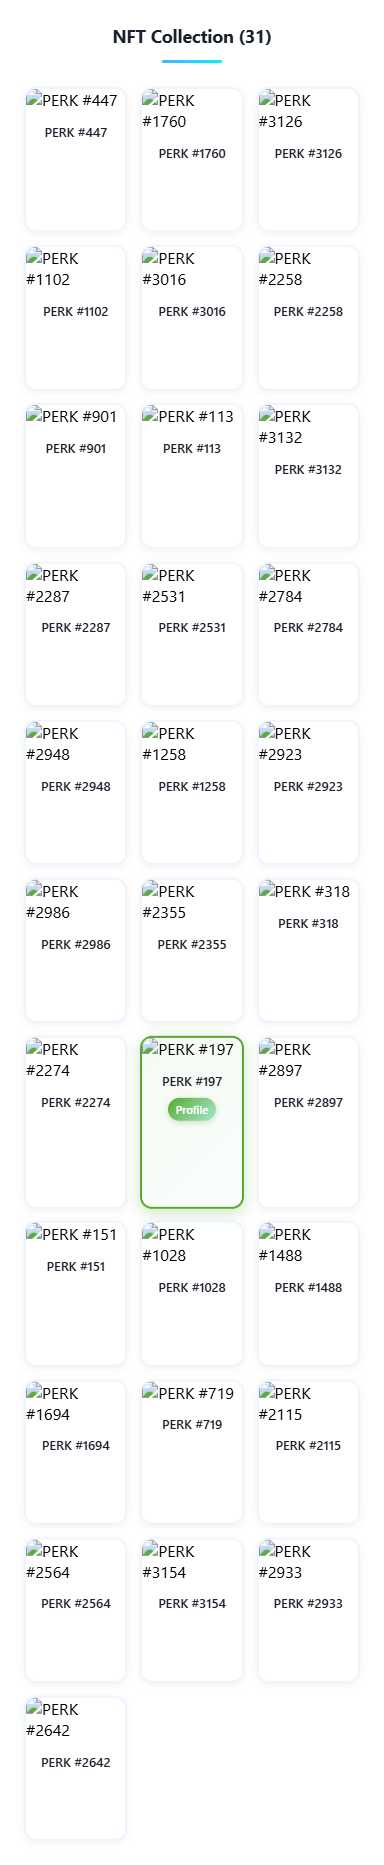 NFT Collection (31)
PERK #447
PERK #447
PERK
#1760
PERK #1760
PERK
#3126
PERK #3126
PERK
#1102
PERK #1102
PERK
#3016
PERK #3016
PERK
#2258
PERK #2258
PERK #901
PERK #901
PERK #113
PERK #113
PERK
#3132
PERK #3132
PERK
#2287
PERK #2287
PERK
#2531
PERK #2531
PERK
#2784
PERK #2784
PERK
#2948
PERK #2948
PERK
#1258
PERK #1258
PERK
#2923
PERK #2923
PERK
#2986
PERK #2986
PERK
#2355
PERK #2355
PERK #318
PERK #318
PERK
#2274
PERK #2274
PERK #197
PERK #197
Profile
PERK
#2897
PERK #2897
PERK #151
PERK #151
PERK
#1028
PERK #1028
PERK
#1488
PERK #1488
PERK
#1694
PERK #1694
PERK #719
PERK #719
PERK
#2115
PERK #2115
PERK
#2564
PERK #2564
PERK
#3154
PERK #3154
PERK
#2933
PERK #2933
PERK
#2642
PERK #2642